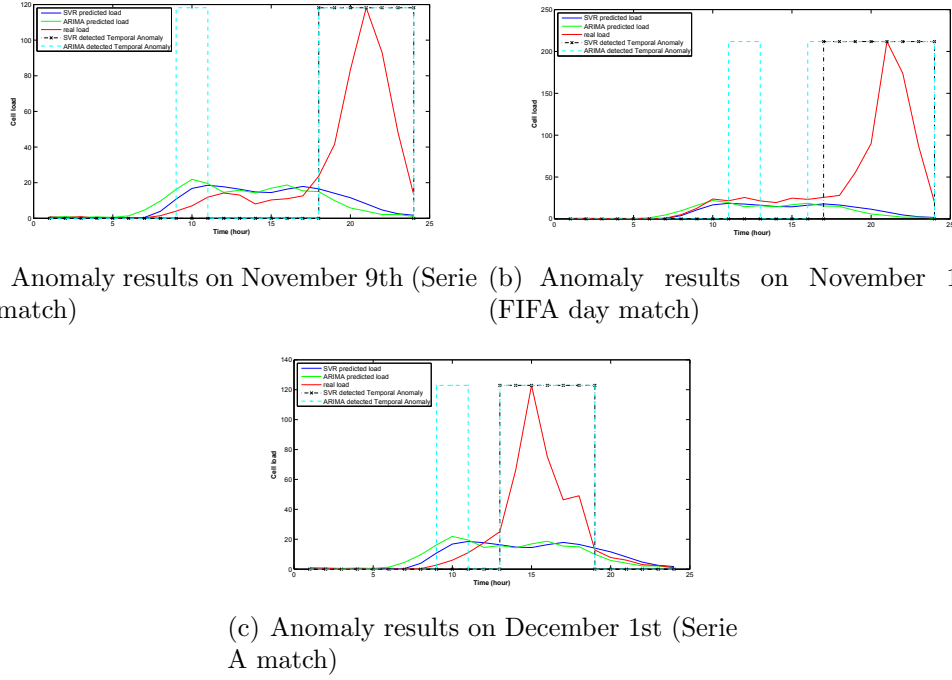 120
100
80
60
40
20
0
0
5
10
15
20
25
Cell load
Time (hour)
SVR predicted load
ARIMA predicted load
real load
SVR detected Temporal Anomaly
ARIMA detected Temporal Anomaly
250
200
150
100
50
0
0
5
10
15
20
25
Cell load
Time (hour)
SVR predicted load
ARIMA predicted load
real load
SVR detected Temporal Anomaly
ARIMA detected Temporal Anomaly
Anomaly results on November 9th (Serie
match)
(b) Anomaly results on November 1
(FIFA day match)
140
120
100
80
60
40
20
0
0
5
10
15
20
25
Cell load
Time (hour)
SVR predicted load
ARIMA predicted load
real load
SVR detected Temporal Anomaly
ARIMA detected Temporal Anomaly
(c) Anomaly results on December 1st (Serie
A match)